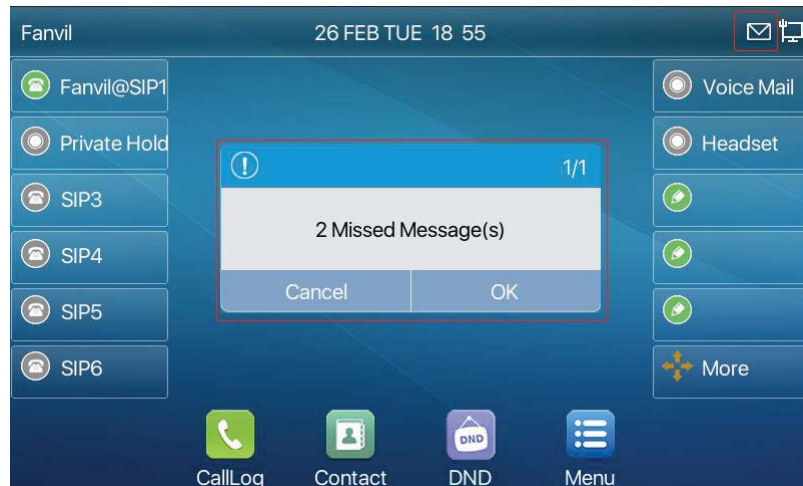 Fanvil
26 FEB TUE 18 55
Fanvil@SIP1
Voice Mail
Private Hold
Headset
1/1
SIP3
2 Missed Message(s)
SIP4
Cancel
OK
SIP5
SIP6
More
DND
CallLog
Contact
DND
Menu